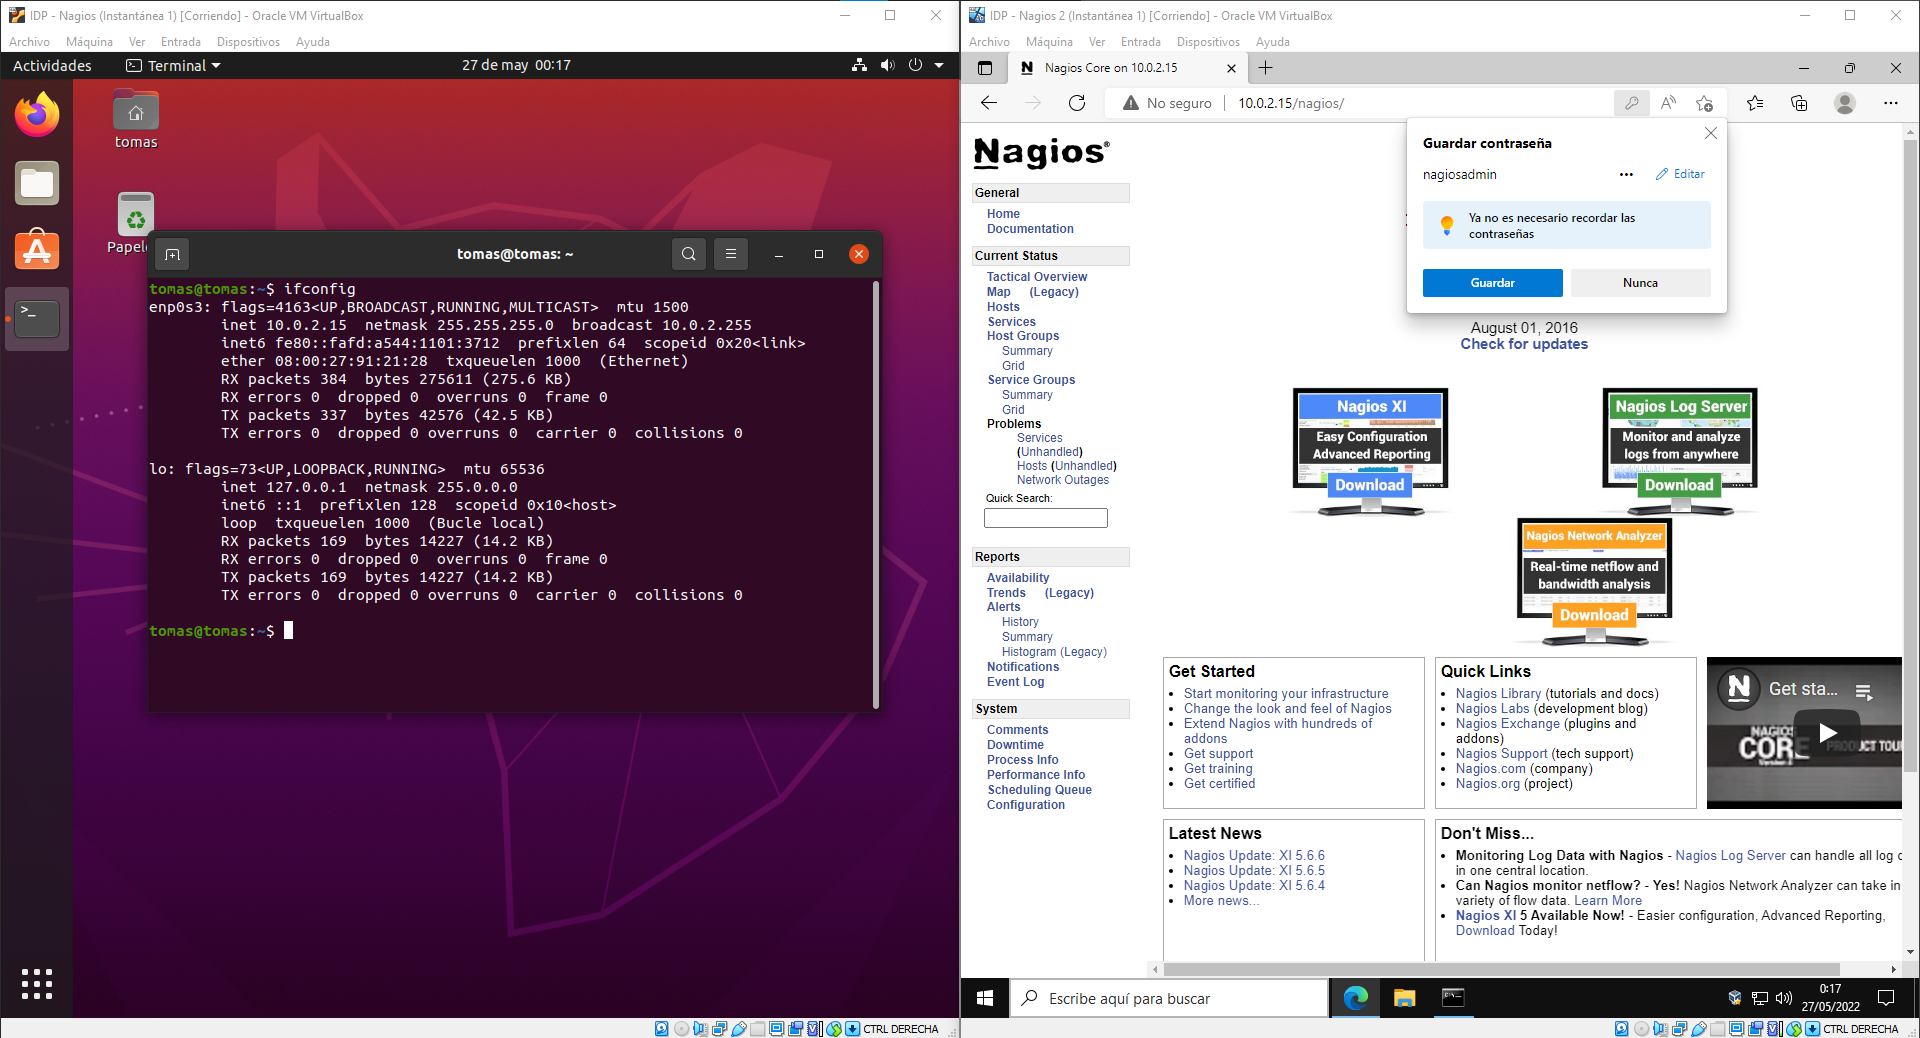 IDP - Nagios (Instantánea 1) [Corriendo] - Oracle VM VirtualBox
Archivo Máquina Ver Entrada Dispositivos Ayuda
Actividades Terminal 27 de may 00:17
tomas
Papele
tomas@tomas: ~
tomas@tomas:~$ ifconfig
enp0s3: flags=4163<UP,BROADCAST,RUNNING,MULTICAST> mtu 1500
inet 10.0.2.15 netmask 255.255.255.0 broadcast 10.0.2.255
inet6 fe80::fafd:a544:1101:3712 prefixlen 64 scopeid 0x20<link>
ether 08:00:27:91:21:28 txqueuelen 1000 (Ethernet)
RX packets 384 bytes 275611 (275.6 KB)
RX errors 0 dropped 0 overruns 0 frame 0
TX packets 337 bytes 42576 (42.5 KB)
TX errors 0 dropped 0 overruns 0 carrier 0 collisions 0
lo: flags=73<UP,LOOPBACK,RUNNING> mtu 65536
inet 127.0.0.1 netmask 255.0.0.0
inet6 ::1 prefixlen 128 scopeid 0x10<host>
loop txqueuelen 1000 (Bucle local)
RX packets 169 bytes 14227 (14.2 KB)
RX errors 0 dropped 0 overruns 0 frame 0
TX packets 169 bytes 14227 (14.2 KB)
TX errors 0 dropped 0 overruns 0 carrier 0 collisions 0
tomas@tomas:~$
CTRL DERECHA
IDP - Nagios 2 (Instantánea 1) [Corriendo] - Oracle VM VirtualBox
Archivo Máquina Ver Entrada Dispositivos Ayuda
Nagios Core on 10.0.2.15
No seguro 10.0.2.15/nagios/
Guardar contraseña
nagiosadmin ••• Editar
Ya no es necesario recordar las
contraseñas
Guardar Nunca
Nagios®
General
Home
Documentation
Current Status
Tactical Overview
Map (Legacy)
Hosts
Services
Host Groups
Summary
Grid
Service Groups
Summary
Grid
Problems
Services
(Unhandled)
Hosts (Unhandled)
Network Outages
Quick Search:
Reports
Availability
Trends (Legacy)
Alerts
History
Summary
Histogram (Legacy)
Notifications
Event Log
System
Comments
Downtime
Process Info
Performance Info
Scheduling Queue
Configuration
August 01, 2016
Check for updates
Nagios XI
Easy Configuration
Advanced Reporting
Download
Nagios Log Server
Monitor and analyze
logs from anywhere
Download
Nagios Network Analyzer
Real-time netflow and
bandwidth analysis
Download
Get Started
Start monitoring your infrastructure
Change the look and feel of Nagios
Extend Nagios with hundreds of
addons
Get support
Get training
Get certified
Quick Links
Nagios Library (tutorials and docs)
Nagios Labs (development blog)
Nagios Exchange (plugins and
addons)
Nagios Support (tech support)
Nagios.com (company)
Nagios.org (project)
Get sta...
NAGIOS
CORE PRODUCT TOU
Latest News
Nagios Update: XI 5.6.6
Nagios Update: XI 5.6.5
Nagios Update: XI 5.6.4
More news...
Don't Miss...
Monitoring Log Data with Nagios - Nagios Log Server can handle all log
in one central location.
Can Nagios monitor netflow? - Yes! Nagios Network Analyzer can take in
variety of flow data. Learn More
Nagios XI 5 Available Now! - Easier configuration, Advanced Reporting,
Download Today!
Escribe aquí para buscar
0:17
27/05/2022
CTRL DERECHA